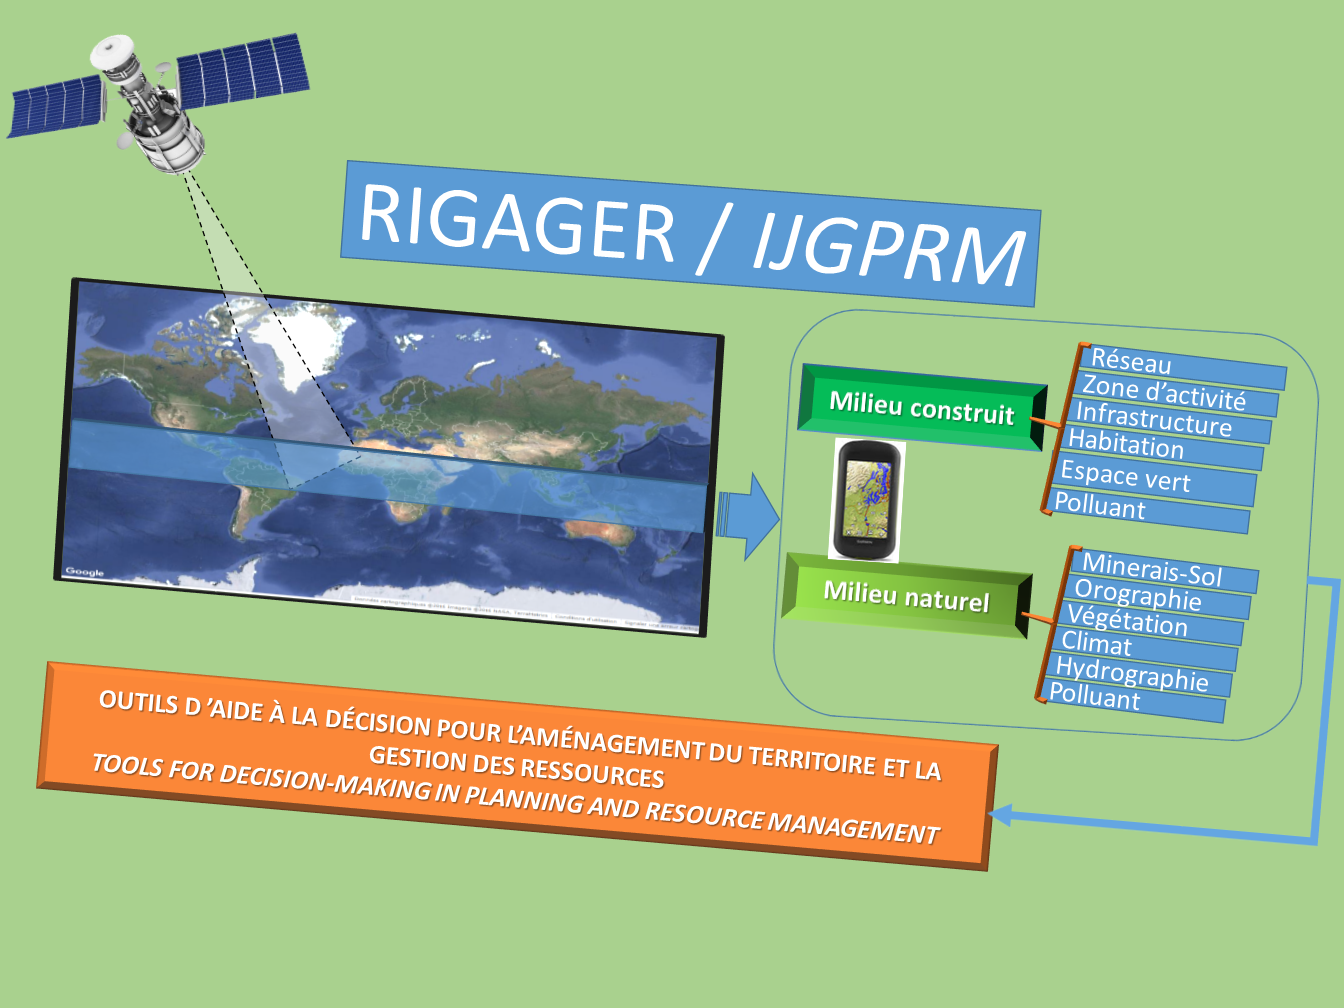 RIGAGER / IJGPRM
Milieu construit
Réseau
Zone d’activité
Infrastructure
Habitation
Espace vert
Polluant
Milieu naturel
Minerais-Sol
Orographie
Végétation
Climat
Hydrographie
Polluant
Google
OUTILS D ’AIDE À LA DÉCISION POUR L’AMÉNAGEMENT DU TERRITOIRE ET LA
GESTION DES RESSOURCES
TOOLS FOR DECISION-MAKING IN PLANNING AND RESOURCE MANAGEMENT